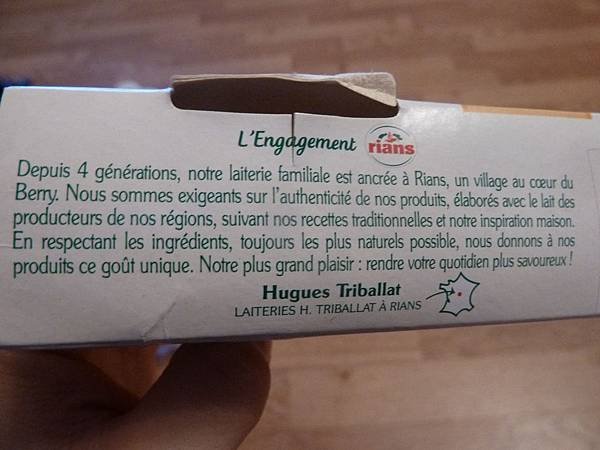 L'Engagement rians
Depuis 4 générations, notre laiterie familiale est ancrée à Rians, un village au cœur du
Berry. Nous sommes exigeants sur l'authenticité de nos produits, élaborés avec le lait des
producteurs de nos régions, suivant nos recettes traditionnelles et notre inspiration maison.
En respectant les ingrédients, toujours les plus naturels possible, nous donnons à nos
produits ce goût unique. Notre plus grand plaisir : rendre votre quotidien plus savoureux !
Hugues Triballat
LAITERIES H. TRIBALLAT À RIANS